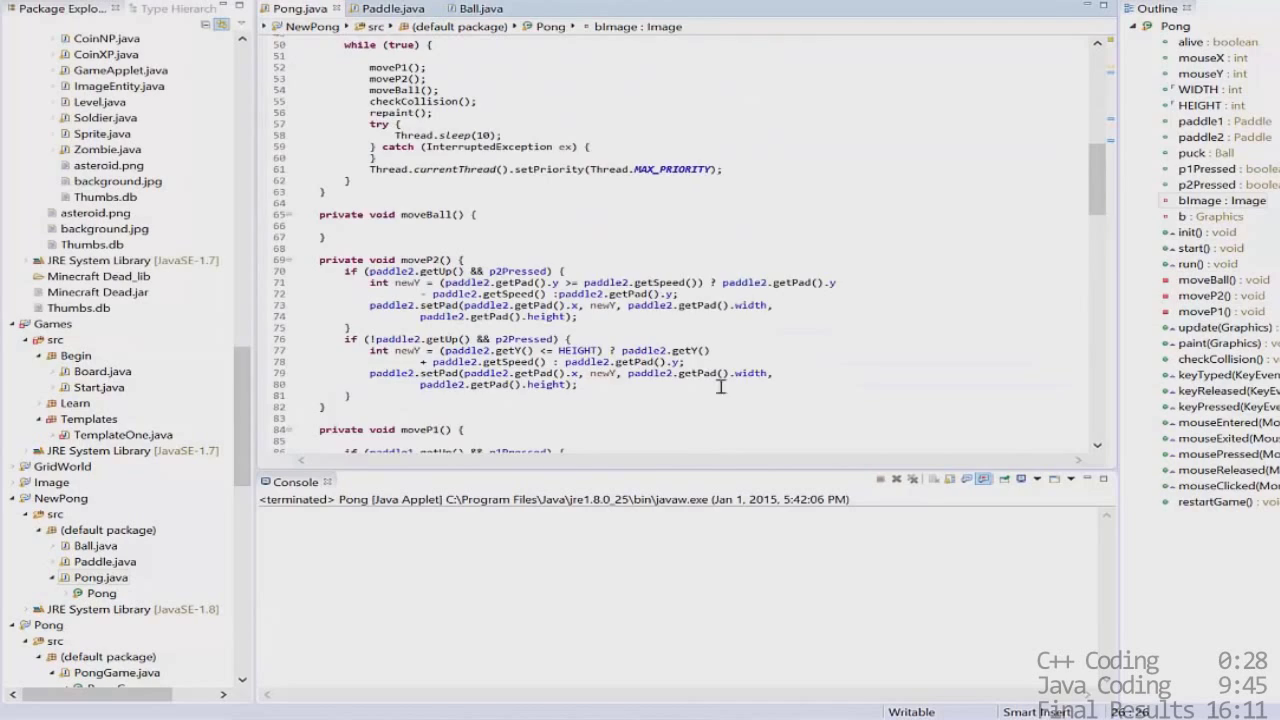 Package Explo...
Type Hierarch
CoinNP.java
CoinXP.java
GameApplet.java
ImageEntity.java
Level.java
Soldier.java
Sprite.java
Zombie.java
asteroid.png
background.jpg
Thumbs.db
asteroid.png
background.jpg
Thumbs.db
JRE System Library [JavaSE-1.7]
Minecraft Dead_lib
Minecraft Dead.jar
Thumbs.db
Games
src
Begin
Board.java
Start.java
Learn
Templates
TemplateOne.java
JRE System Library [JavaSE-1.7]
GridWorld
Image
NewPong
src
(default package)
Ball.java
Paddle.java
Pong.java
Pong
JRE System Library [JavaSE-1.8]
Pong
src
(default package)
PongGame.java
Pong.java
Paddle.java
Ball.java
NewPong
src
(default package)
Pong
bImage : Image
50 while (true) {
51
52 moveP1();
53 moveP2();
54 moveBall();
55 checkCollision();
56 repaint();
57 try {
58 Thread.sleep(10);
59 } catch (InterruptedException ex) {
60 }
61 Thread.currentThread().setPriority(Thread.MAX_PRIORITY);
62 }
63 }
64
65 private void moveBall() {
66
67 }
68
69 private void moveP2() {
70 if (paddle2.getUp() && p2Pressed) {
71 int newY = (paddle2.getPad().y >= paddle2.getSpeed()) ? paddle2.getPad().y
72 - paddle2.getSpeed() :paddle2.getPad().y;
73 paddle2.setPad(paddle2.getPad().x, newY, paddle2.getPad().width,
74 paddle2.getPad().height);
75 }
76 if (!paddle2.getUp() && p2Pressed) {
77 int newY = (paddle2.getY() <= HEIGHT) ? paddle2.getY()
78 + paddle2.getSpeed() : paddle2.getPad().y;
79 paddle2.setPad(paddle2.getPad().x, newY, paddle2.getPad().width,
80 paddle2.getPad().height);
81 }
82 }
83
84 private void moveP1() {
85
if (paddle1.getUp() && p1Pressed) {
Console
<terminated> Pong [Java Applet] C:\Program Files\Java\jre1.8.0_25\bin\javaw.exe (Jan 1, 2015, 5:42:06 PM)
Outline
Pong
alive : boolean
mouseX : int
mouseY : int
WIDTH : int
HEIGHT : int
paddle1 : Paddle
paddle2 : Paddle
puck : Ball
p1Pressed : boolea
p2Pressed : boolea
bImage : Image
b : Graphics
init() : void
start() : void
run() : void
moveBall() : void
moveP2() : void
moveP1() : void
update(Graphics) :
paint(Graphics) : v
checkCollision() : v
keyTyped(KeyEven
keyReleased(KeyE
keyPressed(KeyEv
mouseEntered(Mo
mouseExited(Mou
mousePressed(Mo
mouseReleased(M
mouseClicked(Mo
restartGame() : vo
C++ Coding 0:28
Java Coding 9:45
Final Results 16:11
Writable
Smart Insert